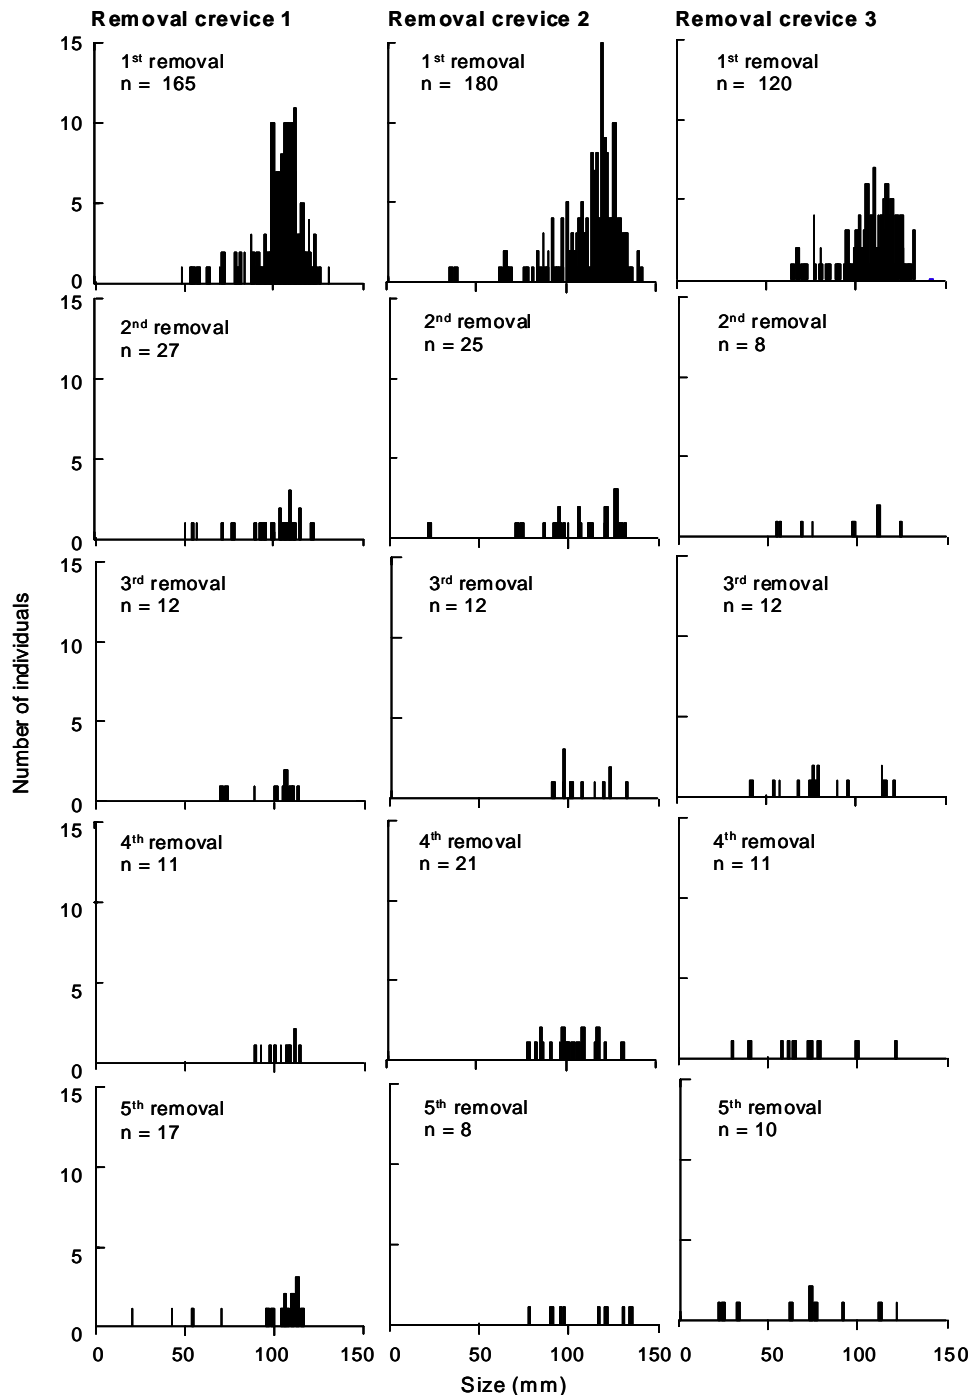 Removal crevice 1 Removal crevice 2 Removal crevice 3
15
1st removal 1st removal 1st removal
n = 165 n = 180 n = 120
10
5
0
15
2nd removal 2nd removal 2nd removal
n = 27 n = 25 n = 8
10
5
0
15
3rd removal 3rd removal 3rd removal
n = 12 n = 12 n = 12
10
5
0
Number of individuals
15
4th removal 4th removal 4th removal
n = 11 n = 21 n = 11
10
5
0
15
5th removal 5th removal 5th removal
n = 17 n = 8 n = 10
10
5
0
0 50 100 150 0 50 100 150 0 50 100 150
Size (mm)